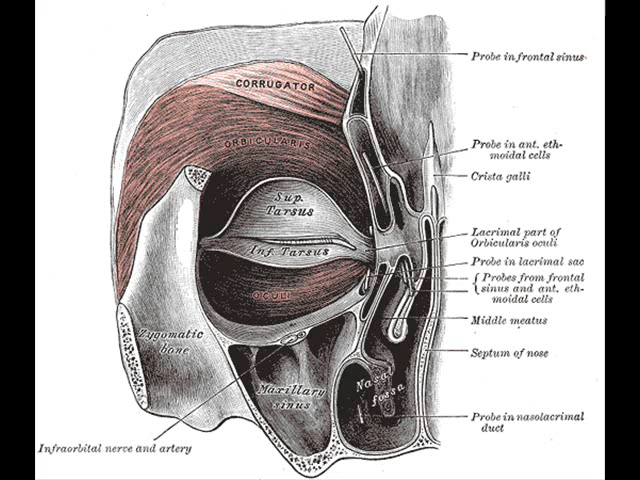 Probe in frontal sinus
CORRUGATOR
ORBICULARIS
Probe in ant. eth-
moidal cells
Crista galli
Sup.
Tarsus
Lacrimal part of
Orbicularis oculi
Inf. Tarsus
Probe in lacrimal sac
Probes from frontal
sinus and ant. eth-
moidal cells
OCULI
Middle meatus
Zygomatic
bone
Septum of nose
Maxillary
sinus
Nasal
fossa
Probe in nasolacrimal
duct
Infraorbital nerve and artery